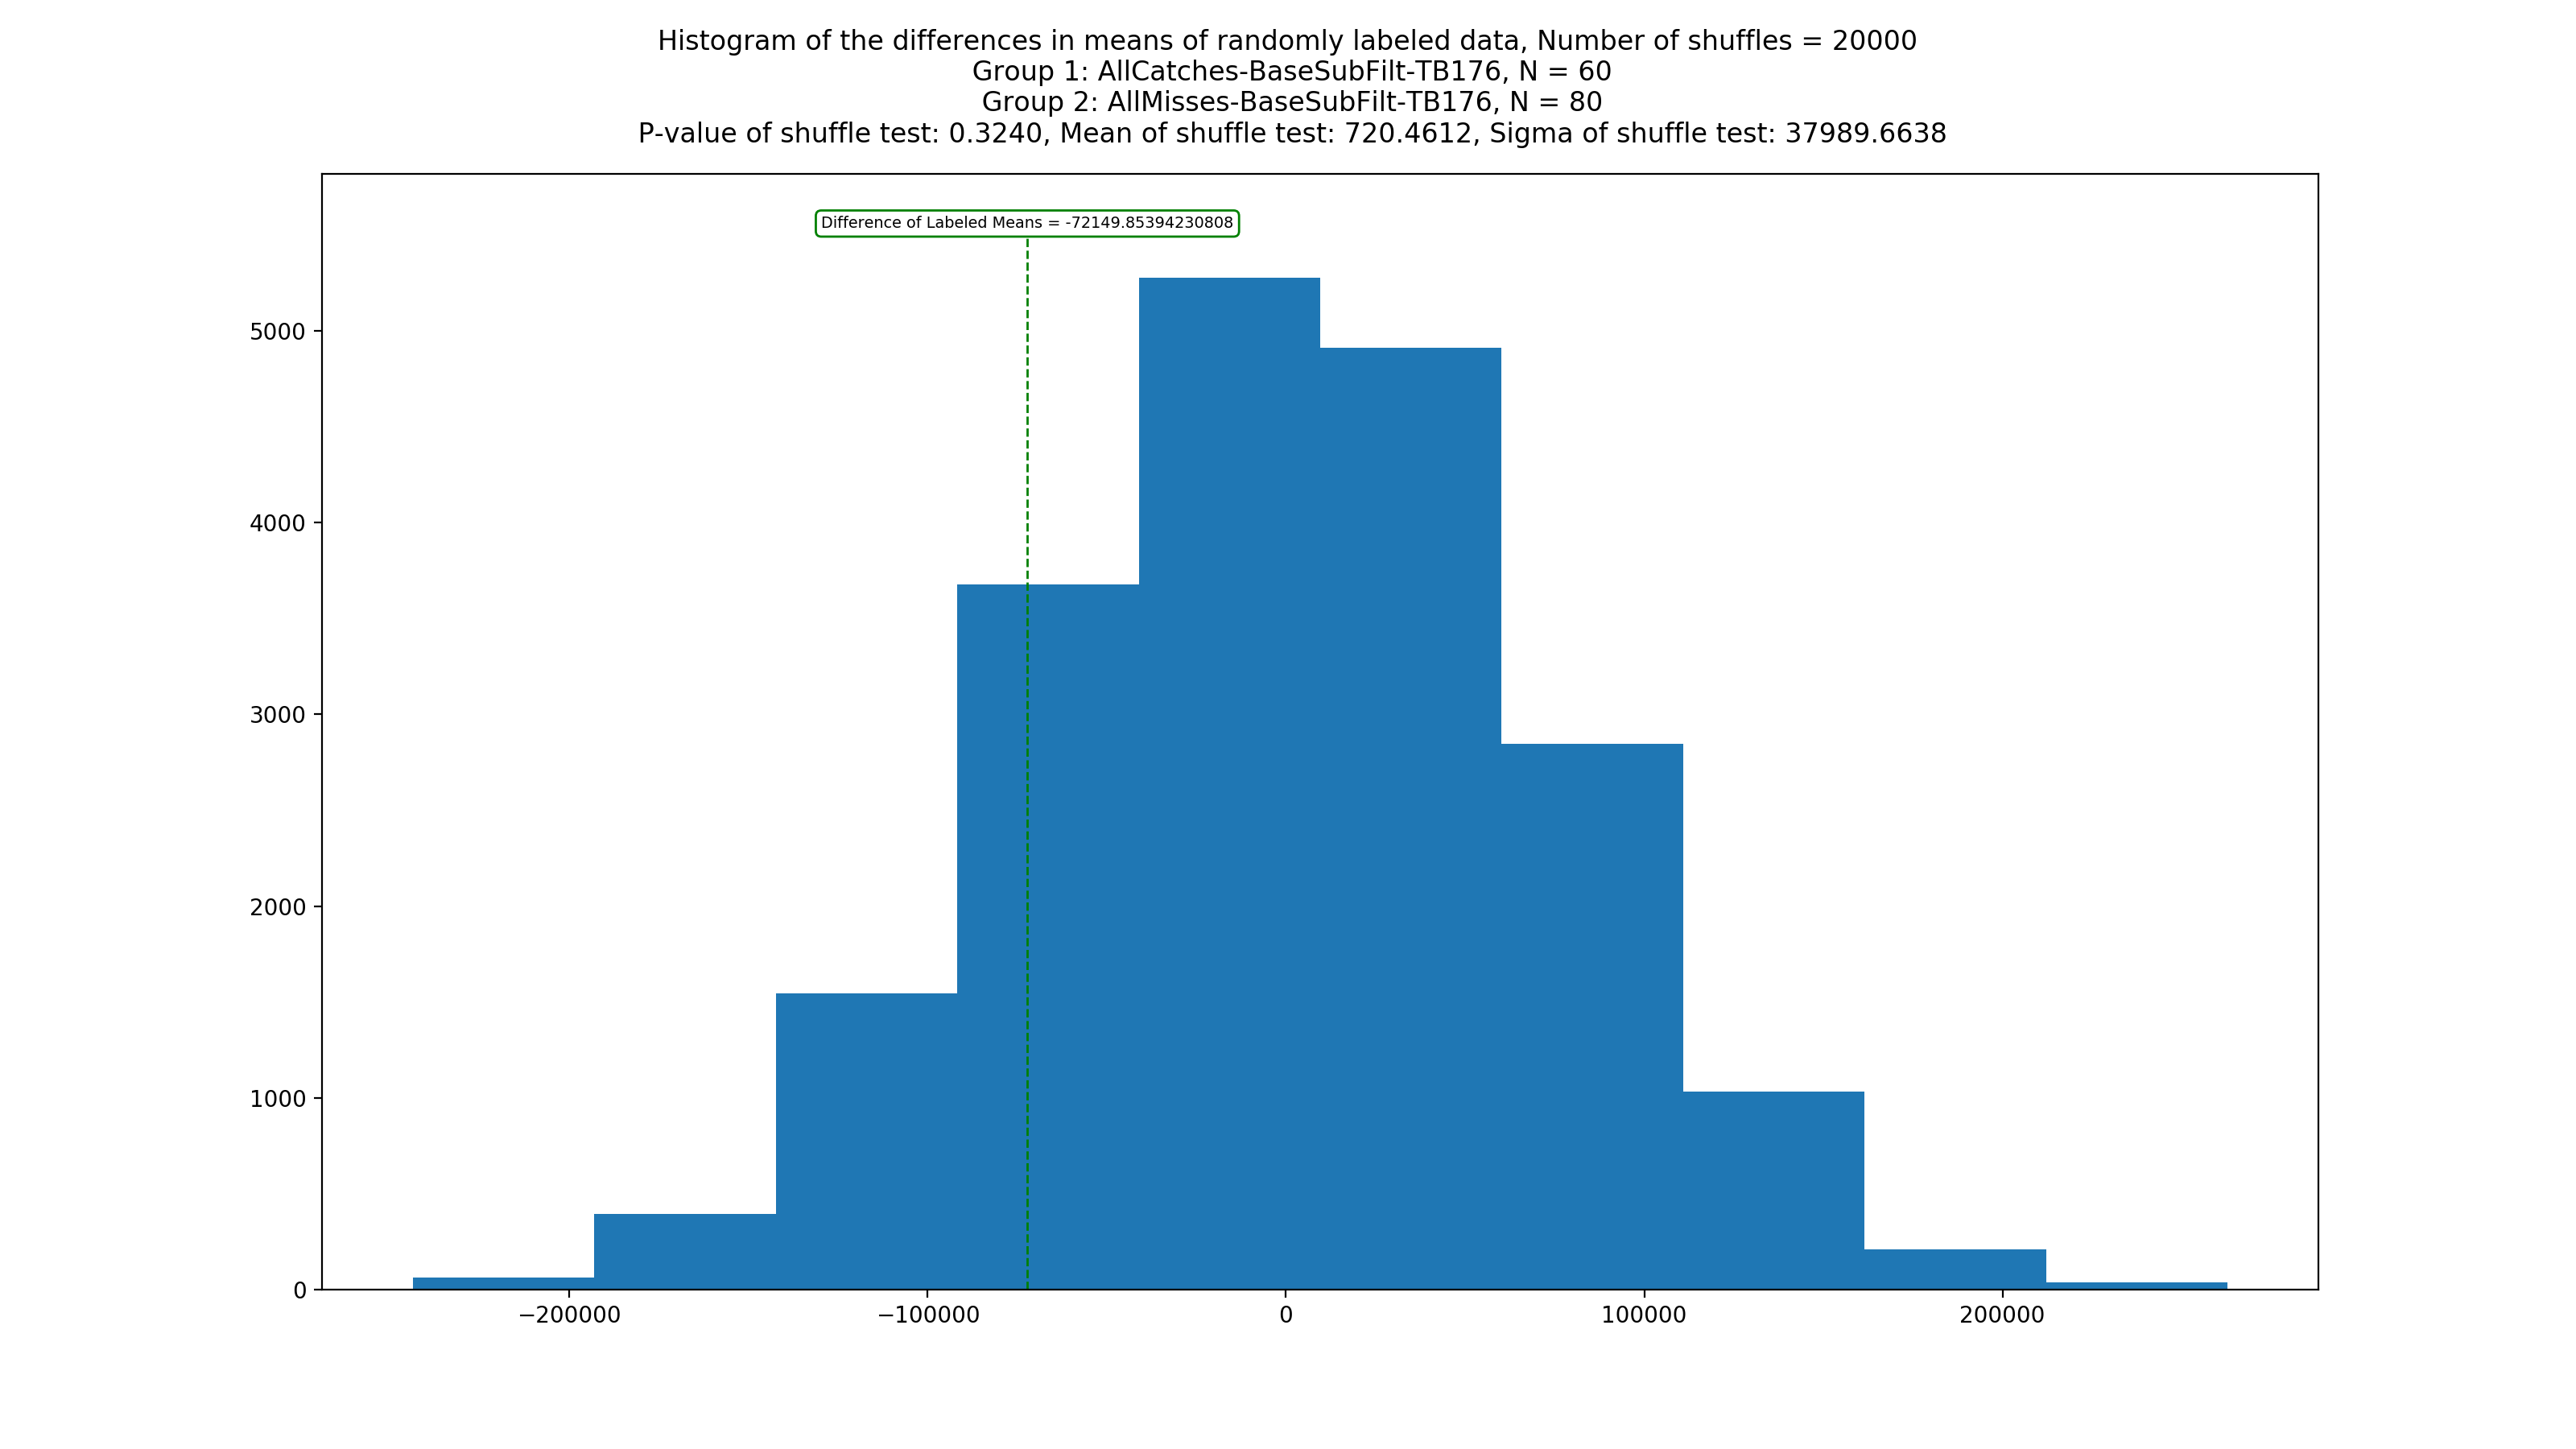 Histogram of the differences in means of randomly labeled data, Number of shuffles = 20000
Group 1: AllCatches-BaseSubFilt-TB176, N = 60
Group 2: AllMisses-BaseSubFilt-TB176, N = 80
P-value of shuffle test: 0.3240, Mean of shuffle test: 720.4612, Sigma of shuffle test: 37989.6638
Difference of Labeled Means = -72149.85394230808
5000
4000
3000
2000
1000
0
−200000 −100000 0 100000 200000